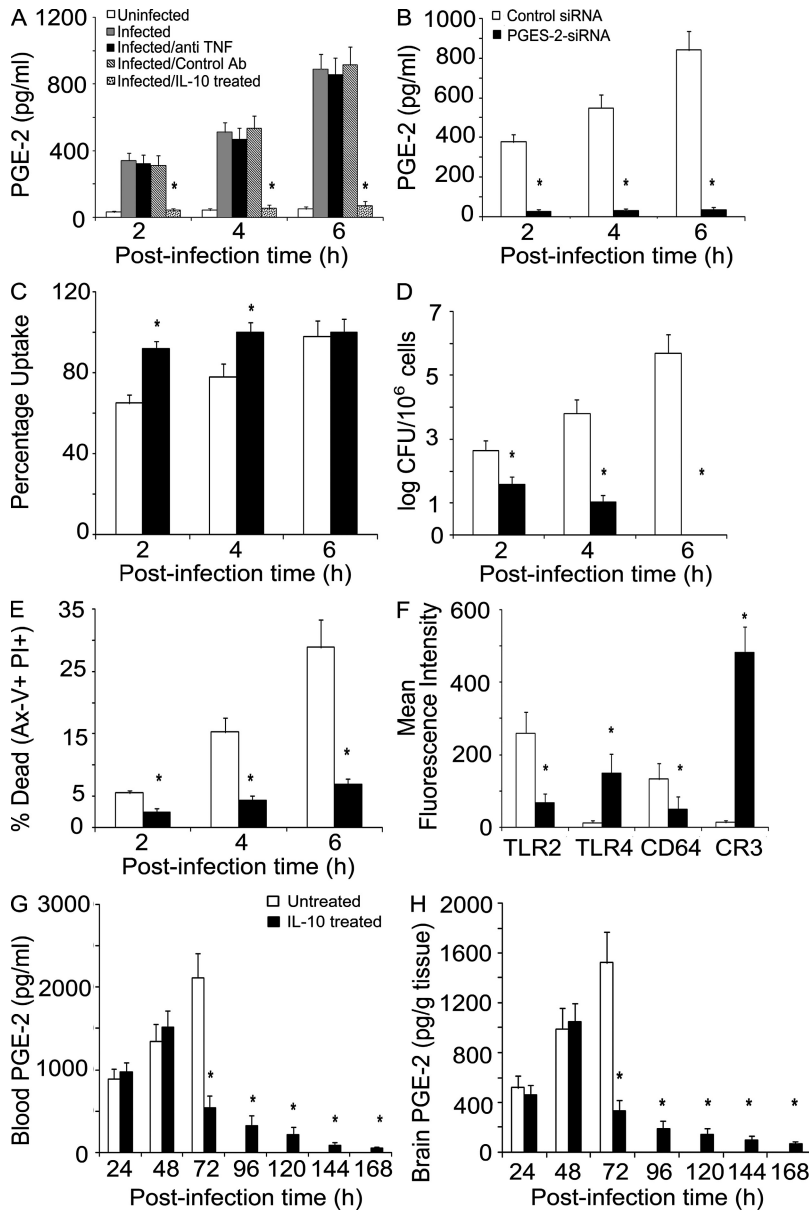 A
Uninfected
Infected
Infected/anti TNF
Infected/Control Ab
Infected/IL-10 treated
PGE-2 (pg/ml)
1200
800
400
0
*
*
*
2 4 6
Post-infection time (h)
B
Control siRNA
PGES-2-siRNA
PGE-2 (pg/ml)
1000
800
600
400
200
0
*
*
*
2 4 6
Post-infection time (h)
C
Percentage Uptake
120
80
40
0
*
*
2 4 6
Post-infection time (h)
D
log CFU/10⁶ cells
7
5
3
1
0
*
*
*
2 4 6
Post-infection time (h)
E
% Dead (Ax-V+ PI+)
35
25
15
5
0
*
*
*
2 4 6
Post-infection time (h)
F
Mean
Fluorescence Intensity
600
400
200
0
*
*
*
*
TLR2 TLR4 CD64 CR3
G
Untreated
IL-10 treated
Blood PGE-2 (pg/ml)
3000
2000
1000
0
*
*
*
*
*
24 48 72 96 120 144 168
Post-infection time (h)
H
Brain PGE-2 (pg/g tissue)
2000
1600
1200
800
400
0
*
*
*
*
*
24 48 72 96 120 144 168
Post-infection time (h)